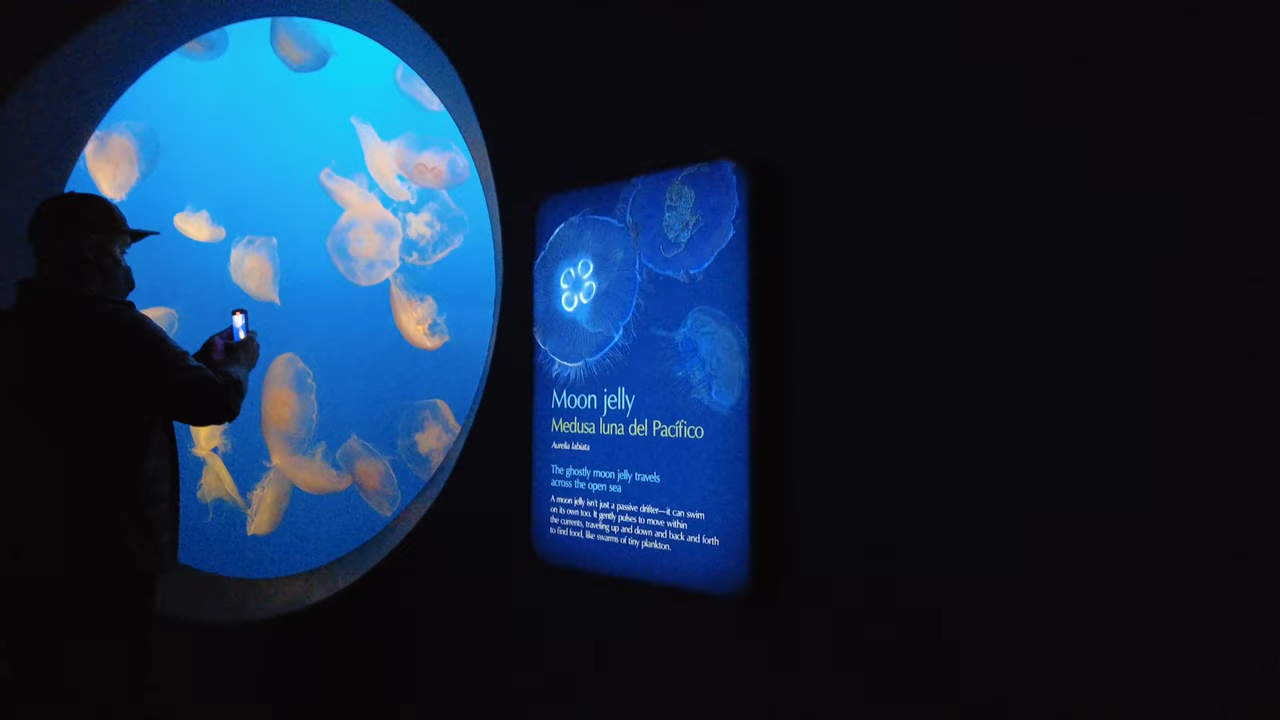 Moon jelly
Medusa luna del Pacífico
Aurelia labiata
The ghostly moon jelly travels
across the open sea
A moon jelly isn't just a passive drifter—it can swim
on its own too. It gently pulses to move within
the currents, traveling up and down and back and forth
to find food, like swarms of tiny plankton.